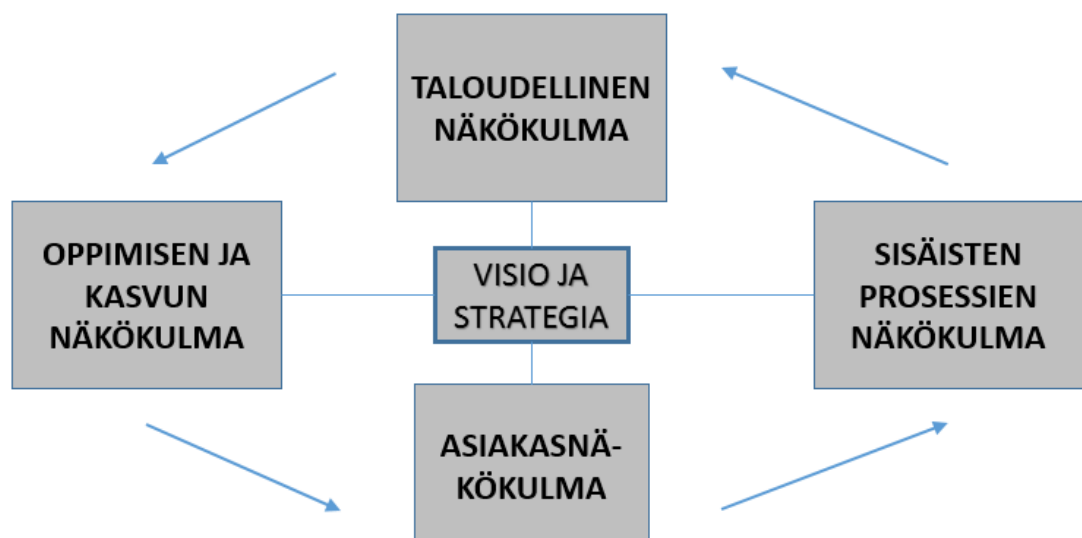 TALOUDELLINEN
NÄKÖKULMA
OPPIMISEN JA
KASVUN
NÄKÖKULMA
VISIO JA
STRATEGIA
SISÄISTEN
PROSESSIEN
NÄKÖKULMA
ASIAKASNÄ-
KÖKULMA